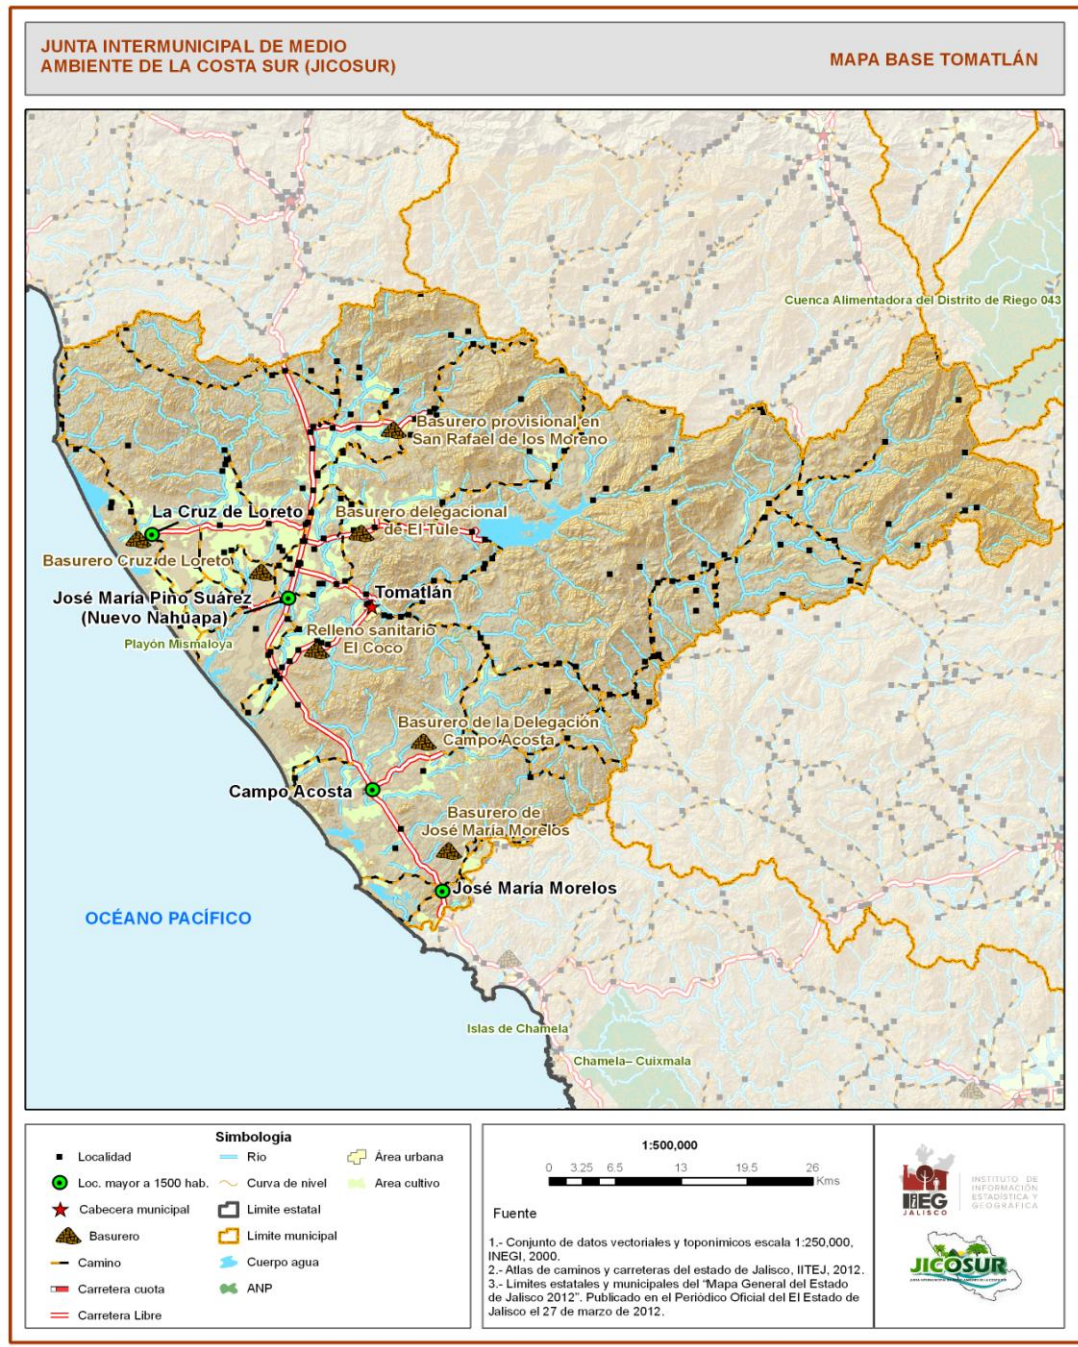 JUNTA INTERMUNICIPAL DE MEDIO
AMBIENTE DE LA COSTA SUR (JICOSUR)
MAPA BASE TOMATLÁN
Cuenca Alimentadora del Distrito de Riego 043
Basurero provisional en
San Rafael de los Moreno
La Cruz de Loreto
Basurero delegacional
de El Tule
Basurero Cruz de Loreto
José María Pino Suárez
(Nuevo Nahúapa)
Tomatlán
Relleno sanitario
El Coco
Playón Mismaloya
Basurero de la Delegación
Campo Acosta
Campo Acosta
Basurero de
José María Morelos
José María Morelos
OCÉANO PACÍFICO
Islas de Chamela
Chamela– Cuixmala
Simbología
Localidad
Loc. mayor a 1500 hab.
Cabecera municipal
Basurero
Camino
Carretera cuota
Carretera Libre
Rio
Curva de nivel
Limite estatal
Límite municipal
Cuerpo agua
ANP
Área urbana
Area cultivo
1:500,000
0 3.25 6.5 13 19.5 26
Kms
Fuente
1.- Conjunto de datos vectoriales y toponimicos escala 1:250,000,
INEGI, 2000.
2.- Atlas de caminos y carreteras del estado de Jalisco, IITEJ, 2012.
3.- Limites estatales y municipales del "Mapa General del Estado
de Jalisco 2012". Publicado en el Periódico Oficial del El Estado de
Jalisco el 27 de marzo de 2012.
IIEG
JALISCO
INSTITUTO DE
INFORMACIÓN
ESTADÍSTICA Y
GEOGRÁFICA
JICOSUR